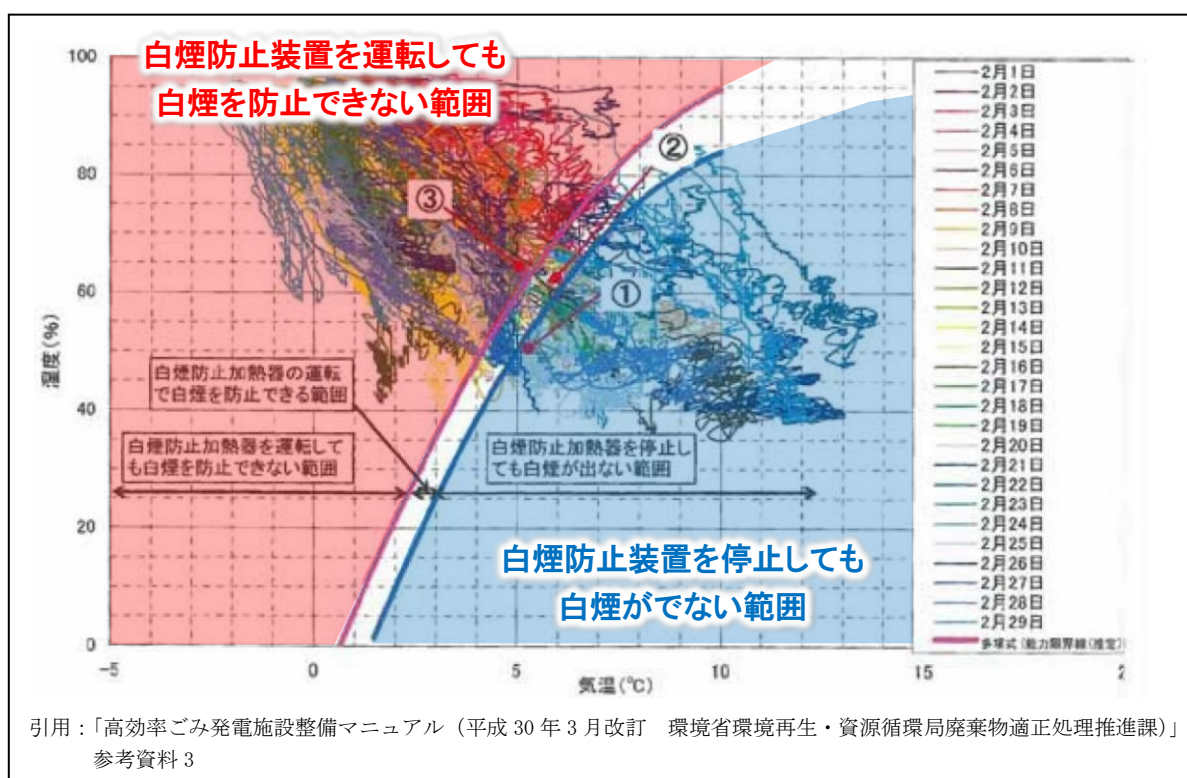 白煙防止装置を運転しても
白煙を防止できない範囲
100
80
60
40
20
0
湿度(%)
-5
0
5
10
15
2
気温(℃)
②
③
①
白煙防止加熱器の運転
で白煙を防止できる範囲
白煙防止加熱器を運転して
も白煙を防止できない範囲
白煙防止加熱器を停止し
ても白煙が出ない範囲
白煙防止装置を停止しても
白煙がでない範囲
2月1日
2月2日
2月3日
2月4日
2月5日
2月6日
2月7日
2月8日
2月9日
2月10日
2月11日
2月12日
2月13日
2月14日
2月15日
2月16日
2月17日
2月18日
2月19日
2月20日
2月21日
2月22日
2月23日
2月24日
2月25日
2月26日
2月27日
2月28日
2月29日
多項式(能力限界線(推定))
引用:「高効率ごみ発電施設整備マニュアル(平成30年3月改訂 環境省環境再生・資源循環局廃棄物適正処理推進課)」
参考資料3